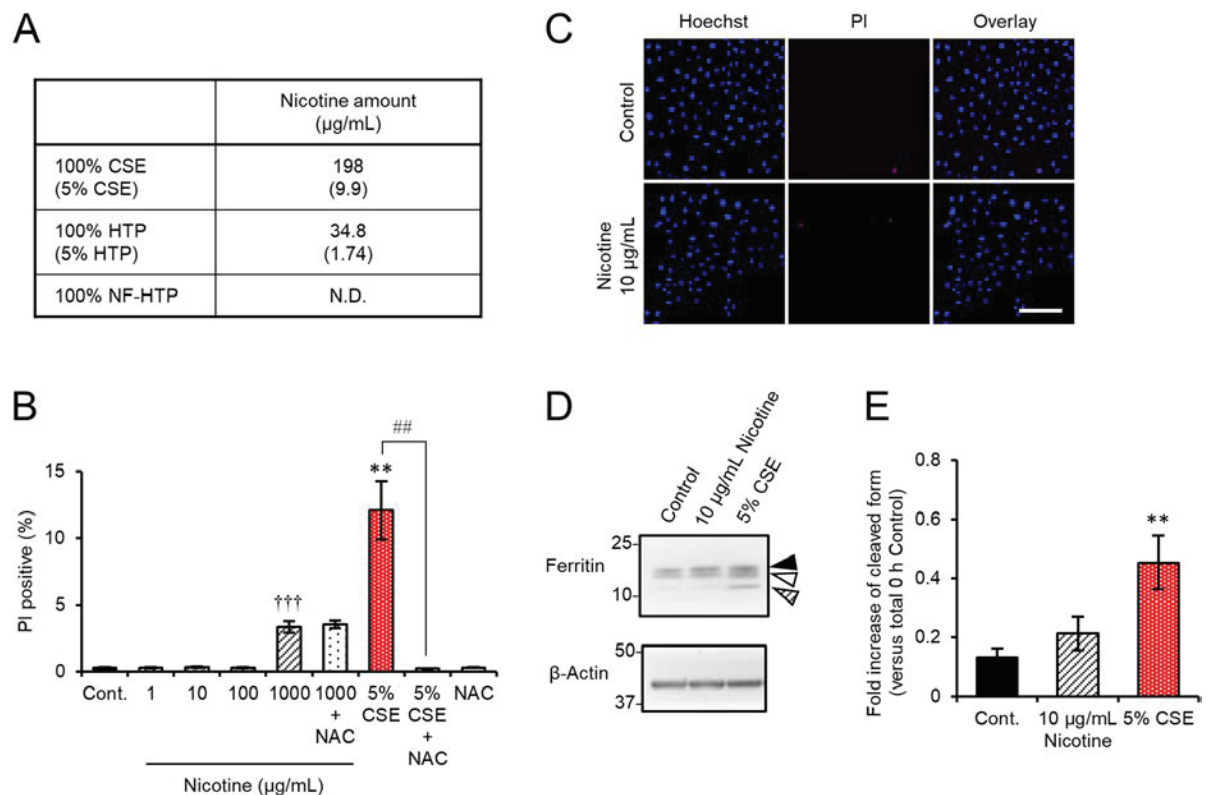 A
Nicotine amount
(µg/mL)
100% CSE
(5% CSE)
198
(9.9)
100% HTP
(5% HTP)
34.8
(1.74)
100% NF-HTP
N.D.
B
PI positive (%)
15
10
5
0
†††
**
##
Cont.
1
10
100
1000
1000
+
NAC
5%
CSE
5%
CSE
+
NAC
NAC
Nicotine (µg/mL)
C
Hoechst
PI
Overlay
Control
Nicotine
10 µg/mL
D
Control
10 µg/mL Nicotine
5% CSE
Ferritin
25
10
β-Actin
50
37
E
Fold increase of cleaved form
(versus total 0 h Control)
0.8
0.6
0.4
0.2
0
**
Cont.
10 µg/mL
Nicotine
5% CSE